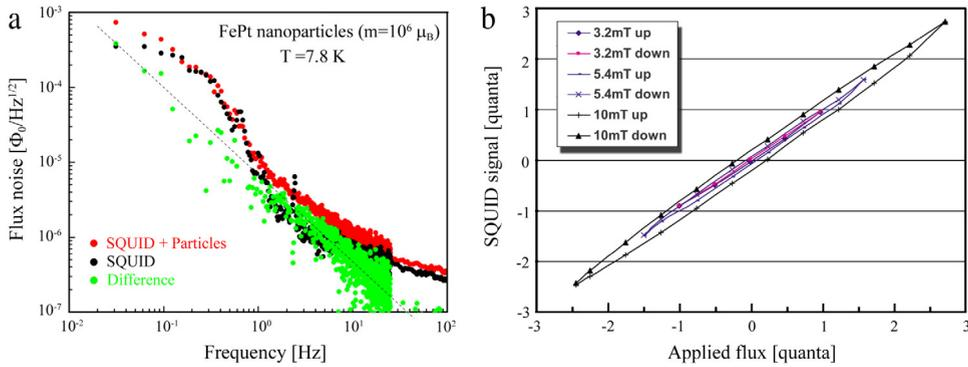 a
FePt nanoparticles (m=10⁶ μB)
T =7.8 K
Flux noise [Φ₀/Hz^1/2]
10⁻³
10⁻⁴
10⁻⁵
10⁻⁶
10⁻⁷
SQUID + Particles
SQUID
Difference
10⁻² 10⁻¹ 10⁰ 10¹ 10²
Frequency [Hz]
b
3.2mT up
3.2mT down
5.4mT up
5.4mT down
10mT up
10mT down
SQUID signal [quanta]
3
2
1
0
-1
-2
-3
-3 -2 -1 0 1 2 3
Applied flux [quanta]